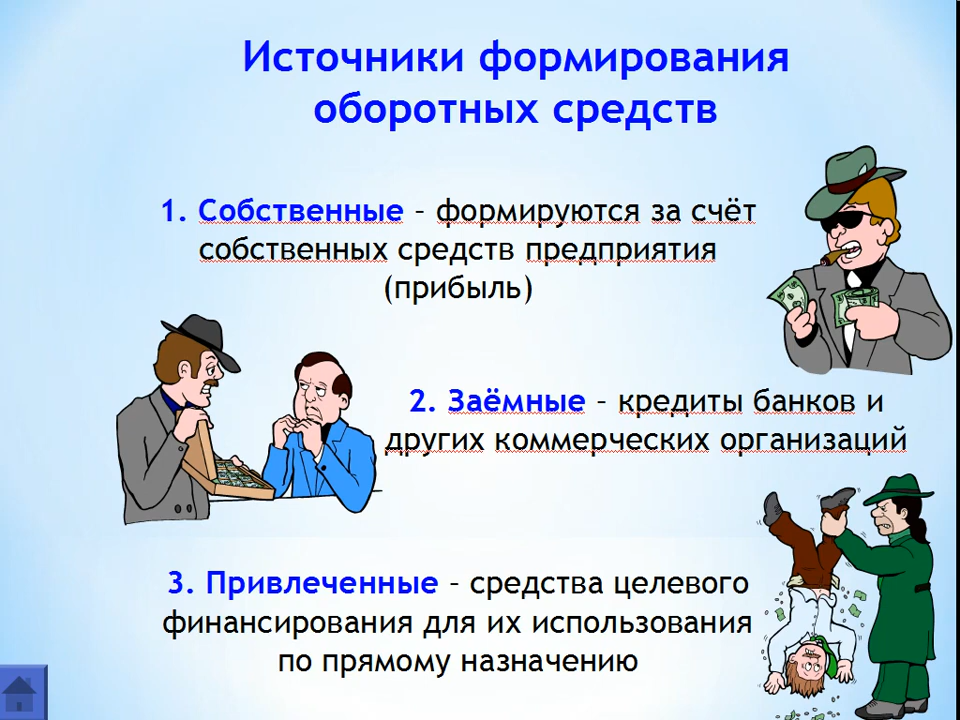 Источники формирования
оборотных средств
1. Собственные – формируются за счёт
собственных средств предприятия
(прибыль)
2. Заёмные – кредиты банков и
других коммерческих организаций
3. Привлеченные – средства целевого
финансирования для их использования
по прямому назначению